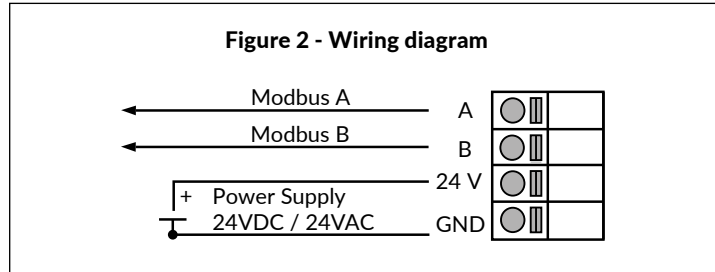 Figure 2 - Wiring diagram
Modbus A
A
Modbus B
B
24 V
+ Power Supply
24VDC / 24VAC
GND